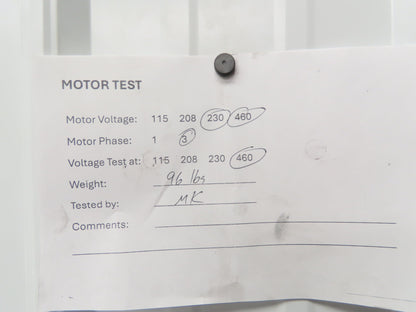 MOTOR TEST
Motor Voltage: 115 208 230 460
Motor Phase: 1 3
Voltage Test at: 115 208 230 460
Weight: 96 lbs
Tested by: MK
Comments: